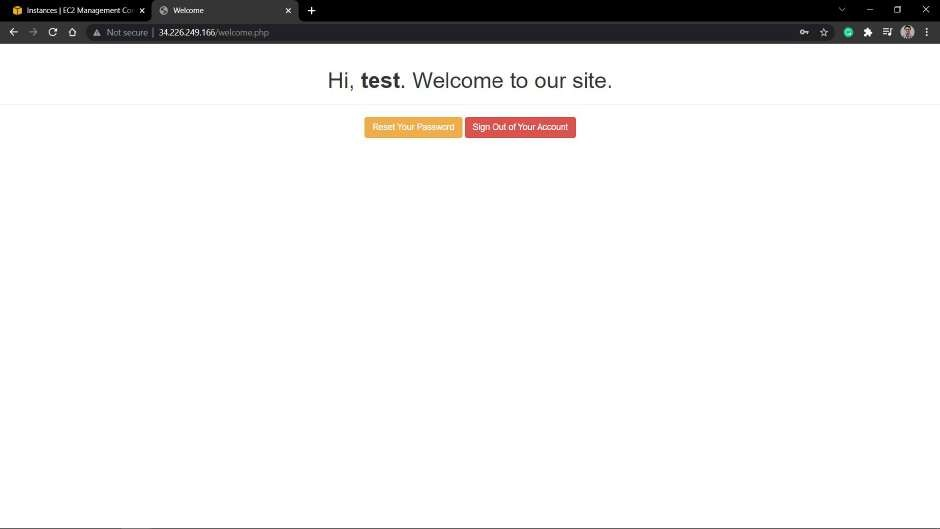 Instances | EC2 Management Co
Welcome
Not secure | 34.226.249.166/welcome.php
Hi, test. Welcome to our site.
Reset Your Password
Sign Out of Your Account